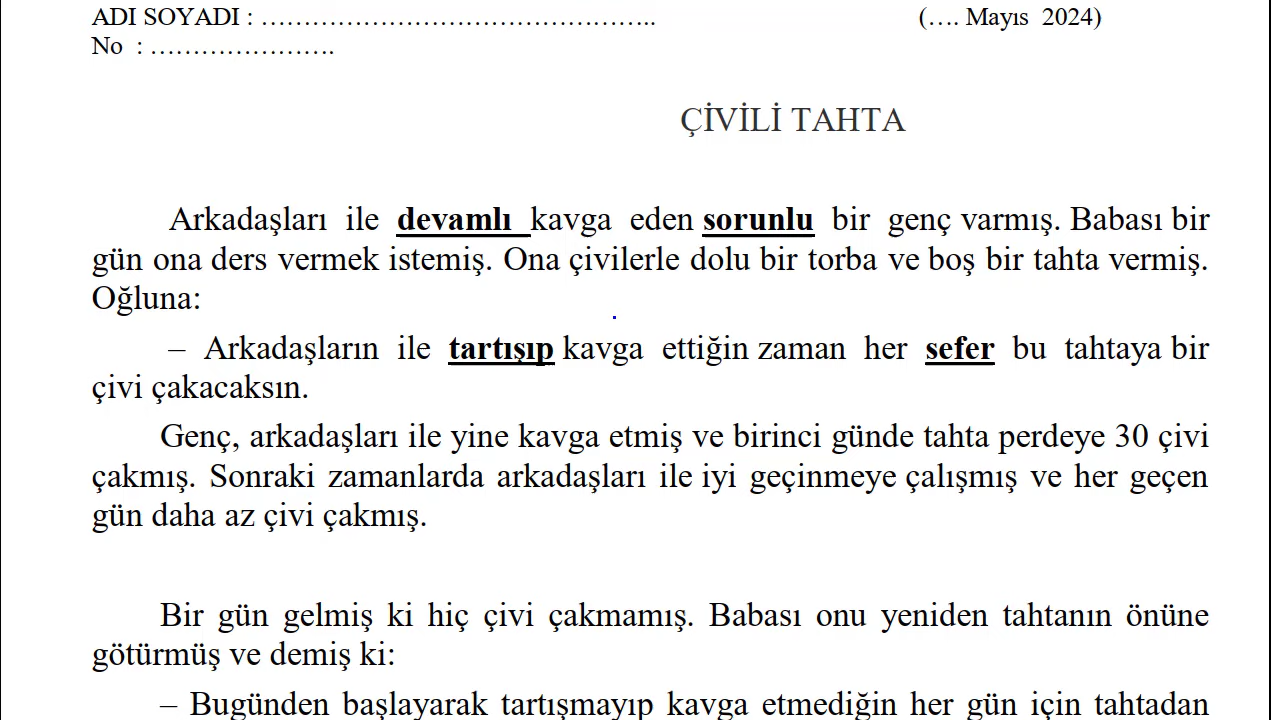 ADI SOYADI : ………………………………………..
(…. Mayıs 2024)
No : ………………….
ÇİVİLİ TAHTA
Arkadaşları ile devamlı kavga eden sorunlu bir genç varmış. Babası bir
gün ona ders vermek istemiş. Ona çivilerle dolu bir torba ve boş bir tahta vermiş.
Oğluna:
– Arkadaşların ile tartışıp kavga ettiğin zaman her sefer bu tahtaya bir
çivi çakacaksın.
Genç, arkadaşları ile yine kavga etmiş ve birinci günde tahta perdeye 30 çivi
çakmış. Sonraki zamanlarda arkadaşları ile iyi geçinmeye çalışmış ve her geçen
gün daha az çivi çakmış.
Bir gün gelmiş ki hiç çivi çakmamış. Babası onu yeniden tahtanın önüne
götürmüş ve demiş ki:
– Bugünden başlayarak tartışmayıp kavga etmediğin her gün için tahtadan